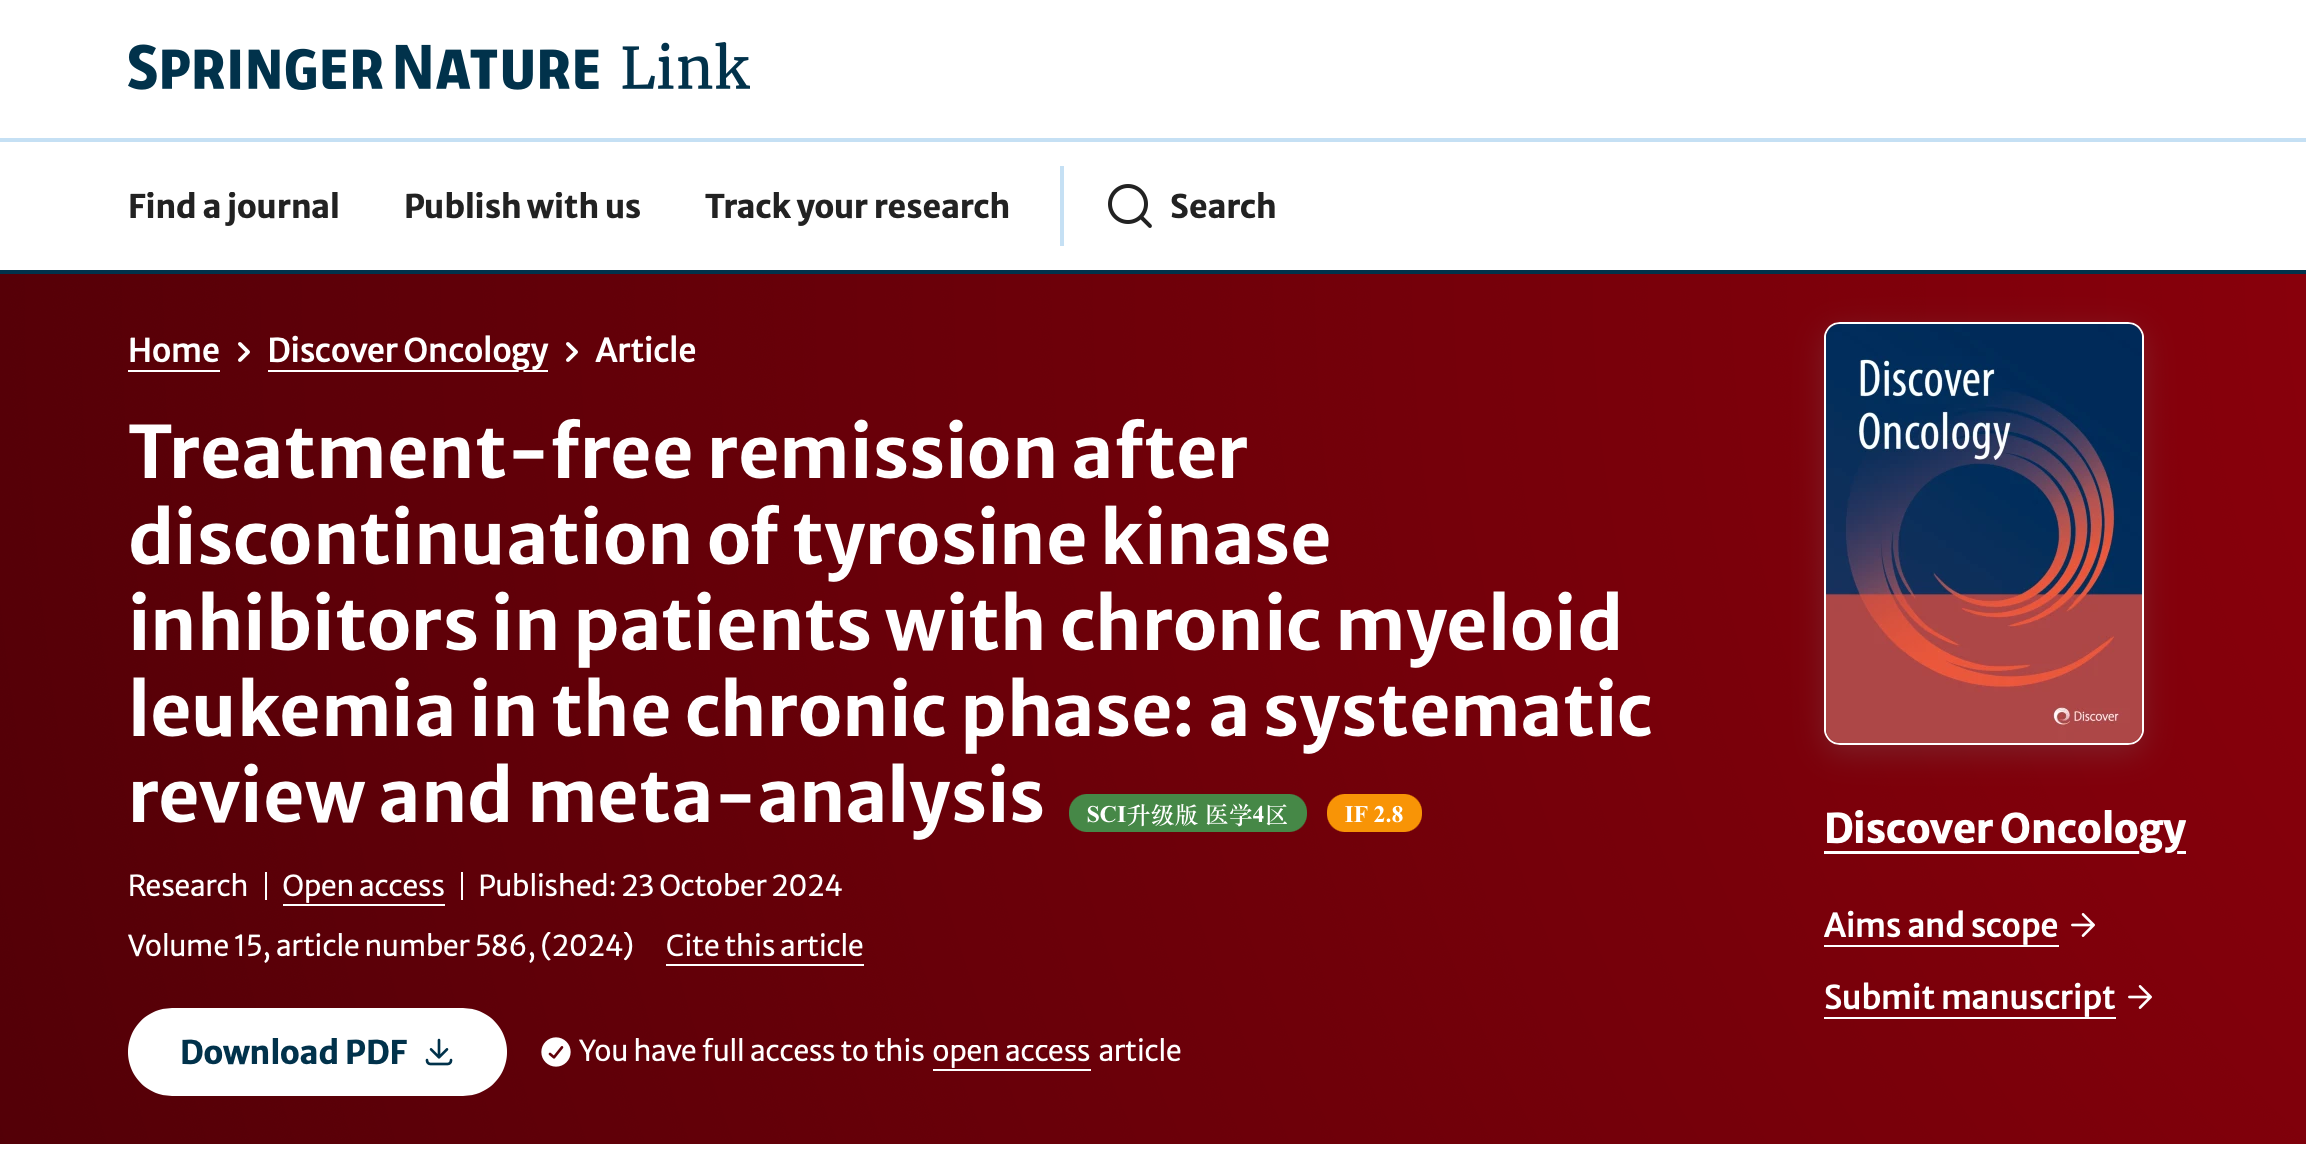 SPRINGER NATURE Link
Find a journal
Publish with us
Track your research
Search
Home > Discover Oncology > Article
Treatment-free remission after
discontinuation of tyrosine kinase
inhibitors in patients with chronic myeloid
leukemia in the chronic phase: a systematic
review and meta-analysis SCI升级版 医学4区 IF 2.8
Research | Open access | Published: 23 October 2024
Volume 15, article number 586, (2024) Cite this article
Download PDF
You have full access to this open access article
Discover
Oncology
Discover
Discover Oncology
Aims and scope →
Submit manuscript →